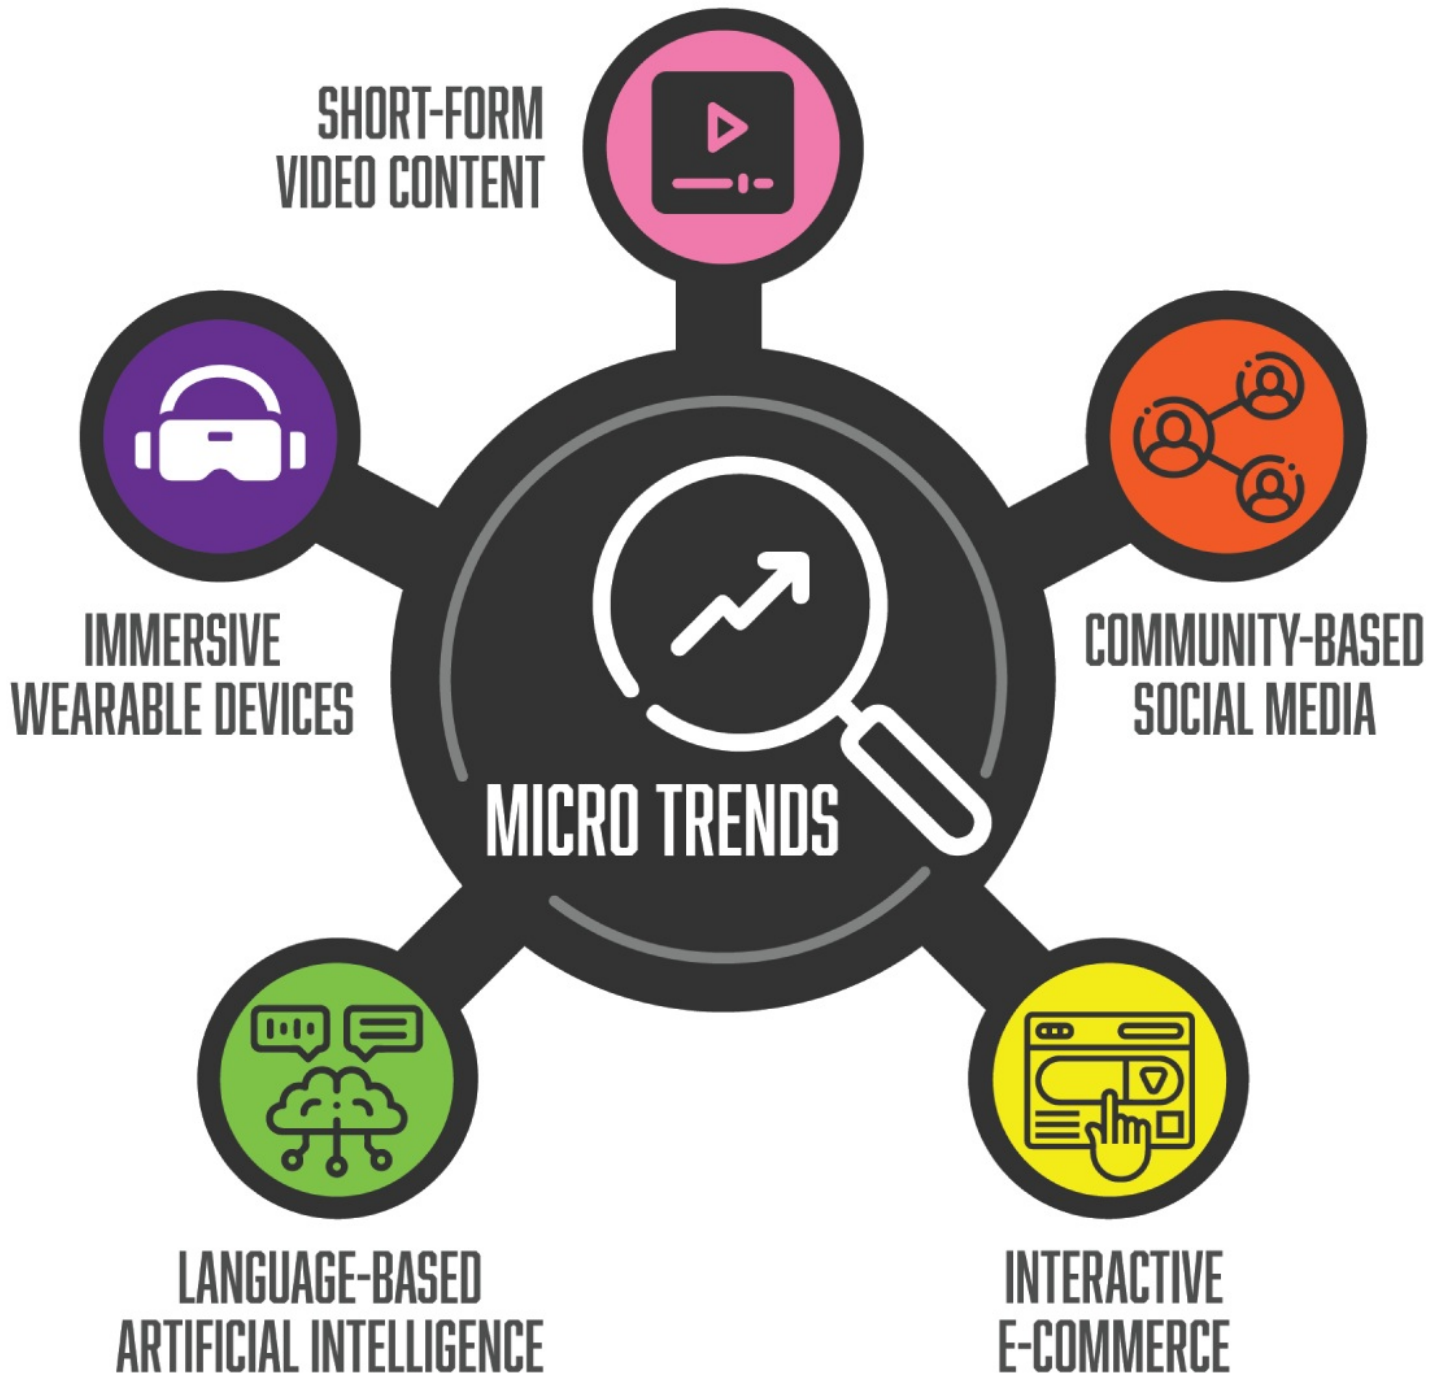 SHORT-FORM
VIDEO CONTENT
IMMERSIVE
WEARABLE DEVICES
COMMUNITY-BASED
SOCIAL MEDIA
MICRO TRENDS
LANGUAGE-BASED
ARTIFICIAL INTELLIGENCE
INTERACTIVE
E-COMMERCE